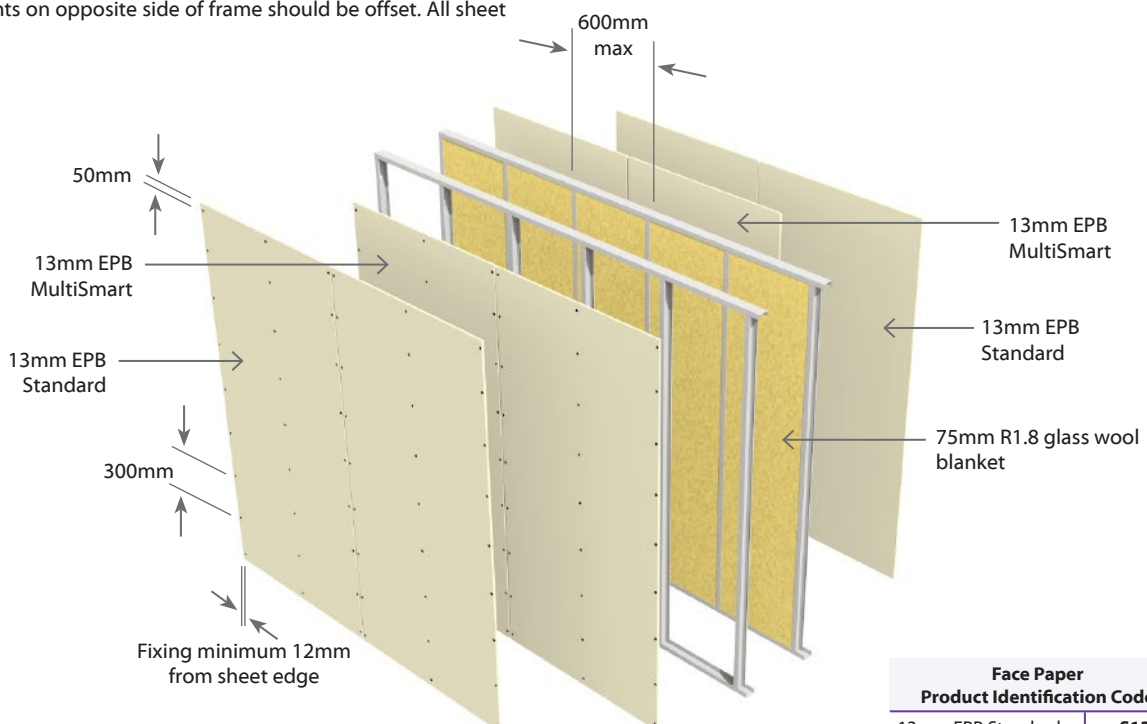 on opposite side of frame should be offset. All sheet
600mm
max
50mm
13mm EPB
MultiSmart
13mm EPB
MultiSmart
13mm EPB
Standard
13mm EPB
Standard
75mm R1.8 glass wool
blanket
300mm
Fixing minimum 12mm
from sheet edge
Face Paper
Product Identification Code
EPB Standard